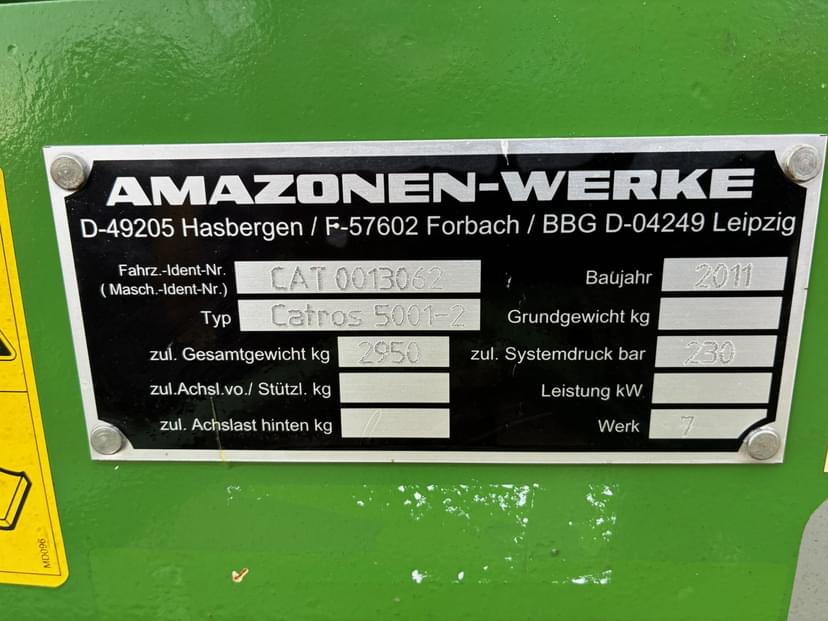 AMAZONEN-WERKE
D-49205 Hasbergen / F-57602 Forbach / BBG D-04249 Leipzig
Fahrz.-Ident-Nr.
( Masch.-Ident-Nr.) CAT 0013062 Baujahr 2011
Typ Catros 5001-2 Grundgewicht kg
zul. Gesamtgewicht kg 2950 zul. Systemdruck bar 230
zul.Achsl.vo./ Stützl. kg Leistung kW
zul. Achslast hinten kg Werk 7
MD096